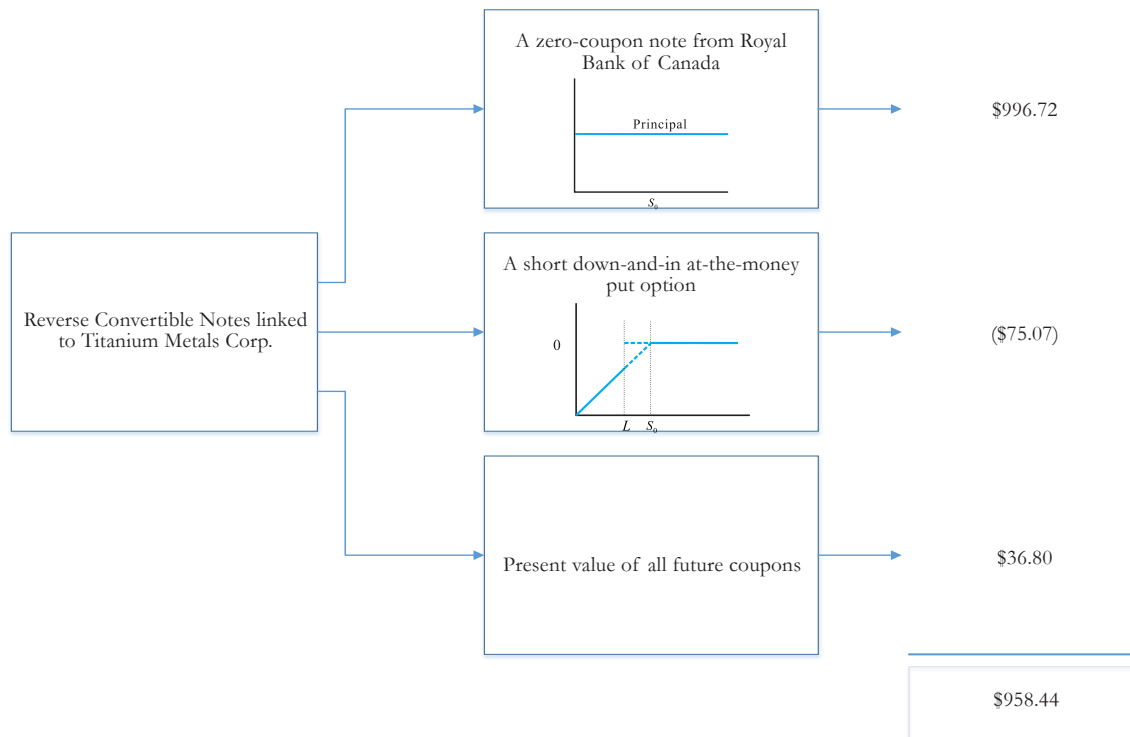 A zero-coupon note from Royal
Bank of Canada
Principal
S₀
$996.72
Reverse Convertible Notes linked
to Titanium Metals Corp.
A short down-and-in at-the-money
put option
0
L S₀
($75.07)
Present value of all future coupons
$36.80
$958.44